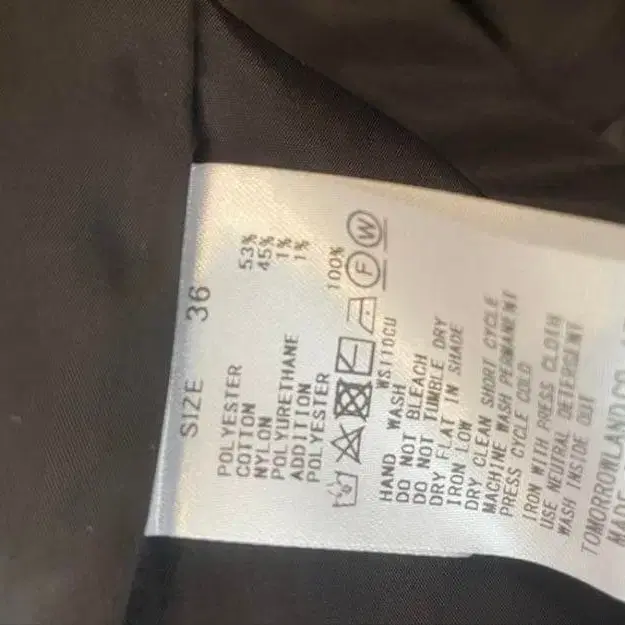 SIZE 36
POLYESTER 53%
COTTON 45%
NYLON 1%
POLYURETHANE 1%
ADDITION
POLYESTER 100%
F W
WS110CU
HAND WASH
DO NOT BLEACH
DO NOT TUMBLE DRY
DRY FLAT IN SHADE
IRON LOW
DRY CLEAN SHORT CYCLE
MACHINE WASH PERMANENT
PRESS CYCLE COLD
IRON WITH PRESS CLOTH
USE NEUTRAL DETERGENT
WASH INSIDE OUT
TOMORROWLAND CO.
MADE